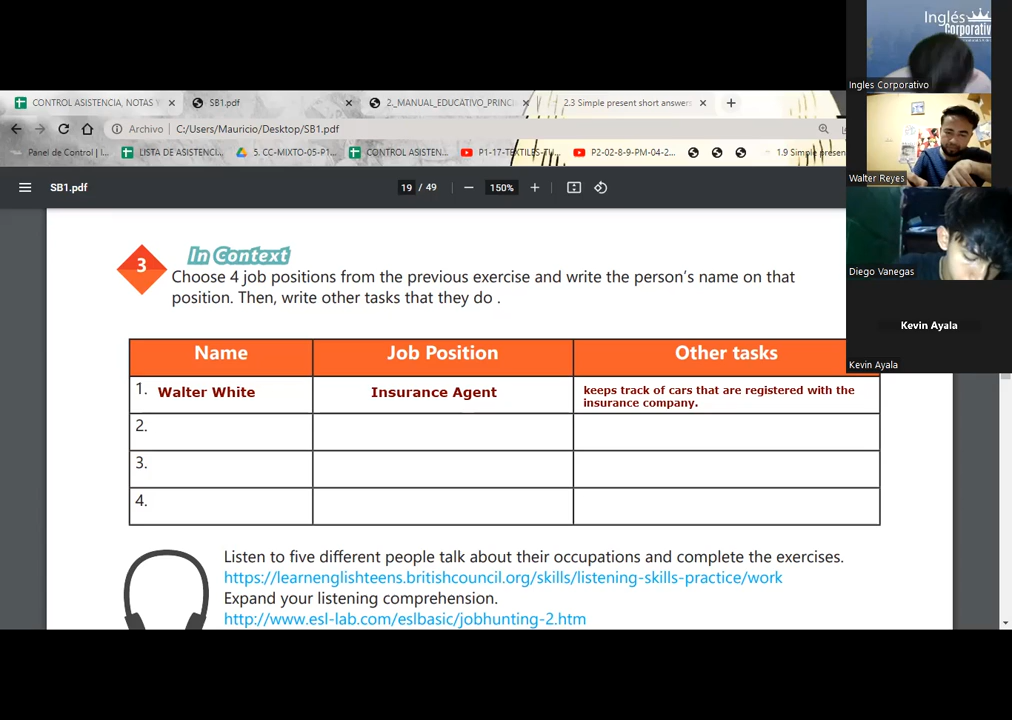 Inglés
Corporativ
Ingles Corporativo
CONTROL ASISTENCIA, NOTAS Y
SB1.pdf
2._MANUAL_EDUCATIVO_PRINC
2.3 Simple present short answers
Archivo
C:/Users/Mauricio/Desktop/SB1.pdf
Panel de Control | I...
LISTA DE ASISTENCI...
5. CC-MIXTO-05-P1...
CONTROL ASISTEN...
P1-17-TEXTILES-TU...
P2-02-8-9-PM-04-2...
1.9 Simple presen
Walter Reyes
SB1.pdf
19 / 49
150%
Diego Vanegas
Kevin Ayala
Kevin Ayala
3
In Context
Choose 4 job positions from the previous exercise and write the person's name on that
position. Then, write other tasks that they do .
Name
Job Position
Other tasks
1. Walter White
Insurance Agent
keeps track of cars that are registered with the
insurance company.
2.
3.
4.
Listen to five different people talk about their occupations and complete the exercises.
https://learnenglishteens.britishcouncil.org/skills/listening-skills-practice/work
Expand your listening comprehension.
http://www.esl-lab.com/eslbasic/jobhunting-2.htm